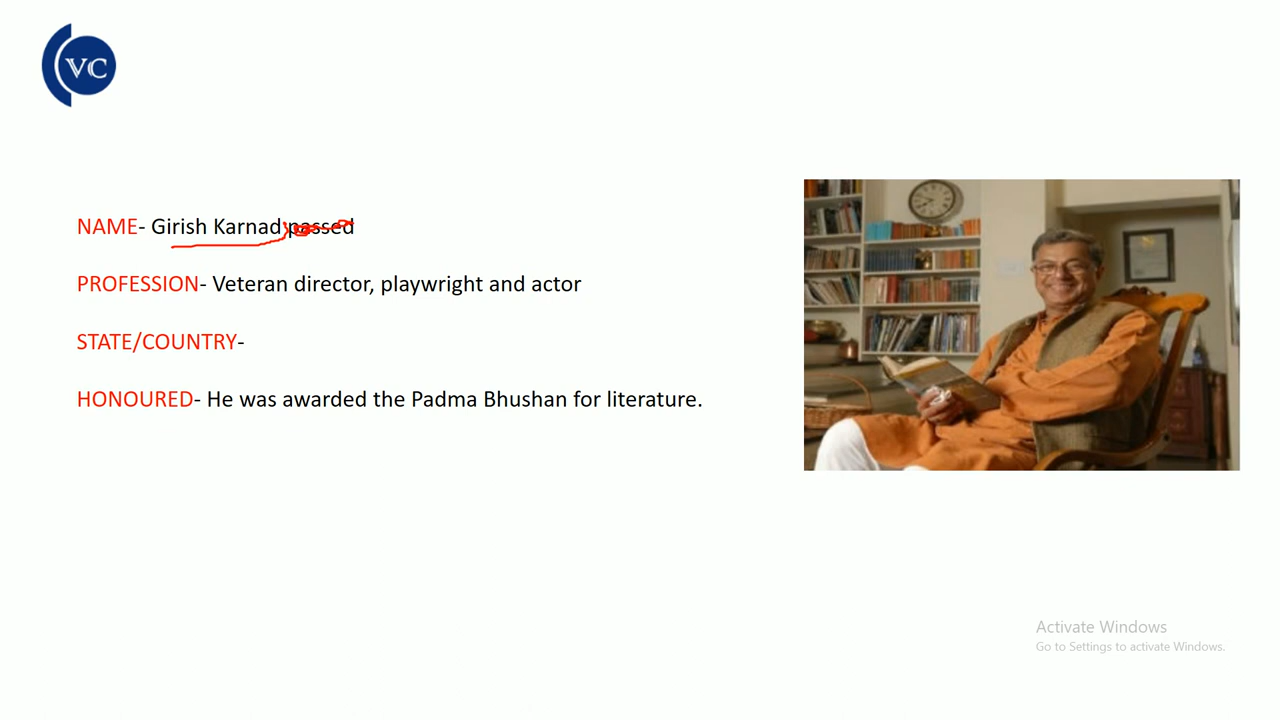 VC
NAME- Girish Karnad passed
PROFESSION- Veteran director, playwright and actor
STATE/COUNTRY-
HONOURED- He was awarded the Padma Bhushan for literature.
Activate Windows
Go to Settings to activate Windows.